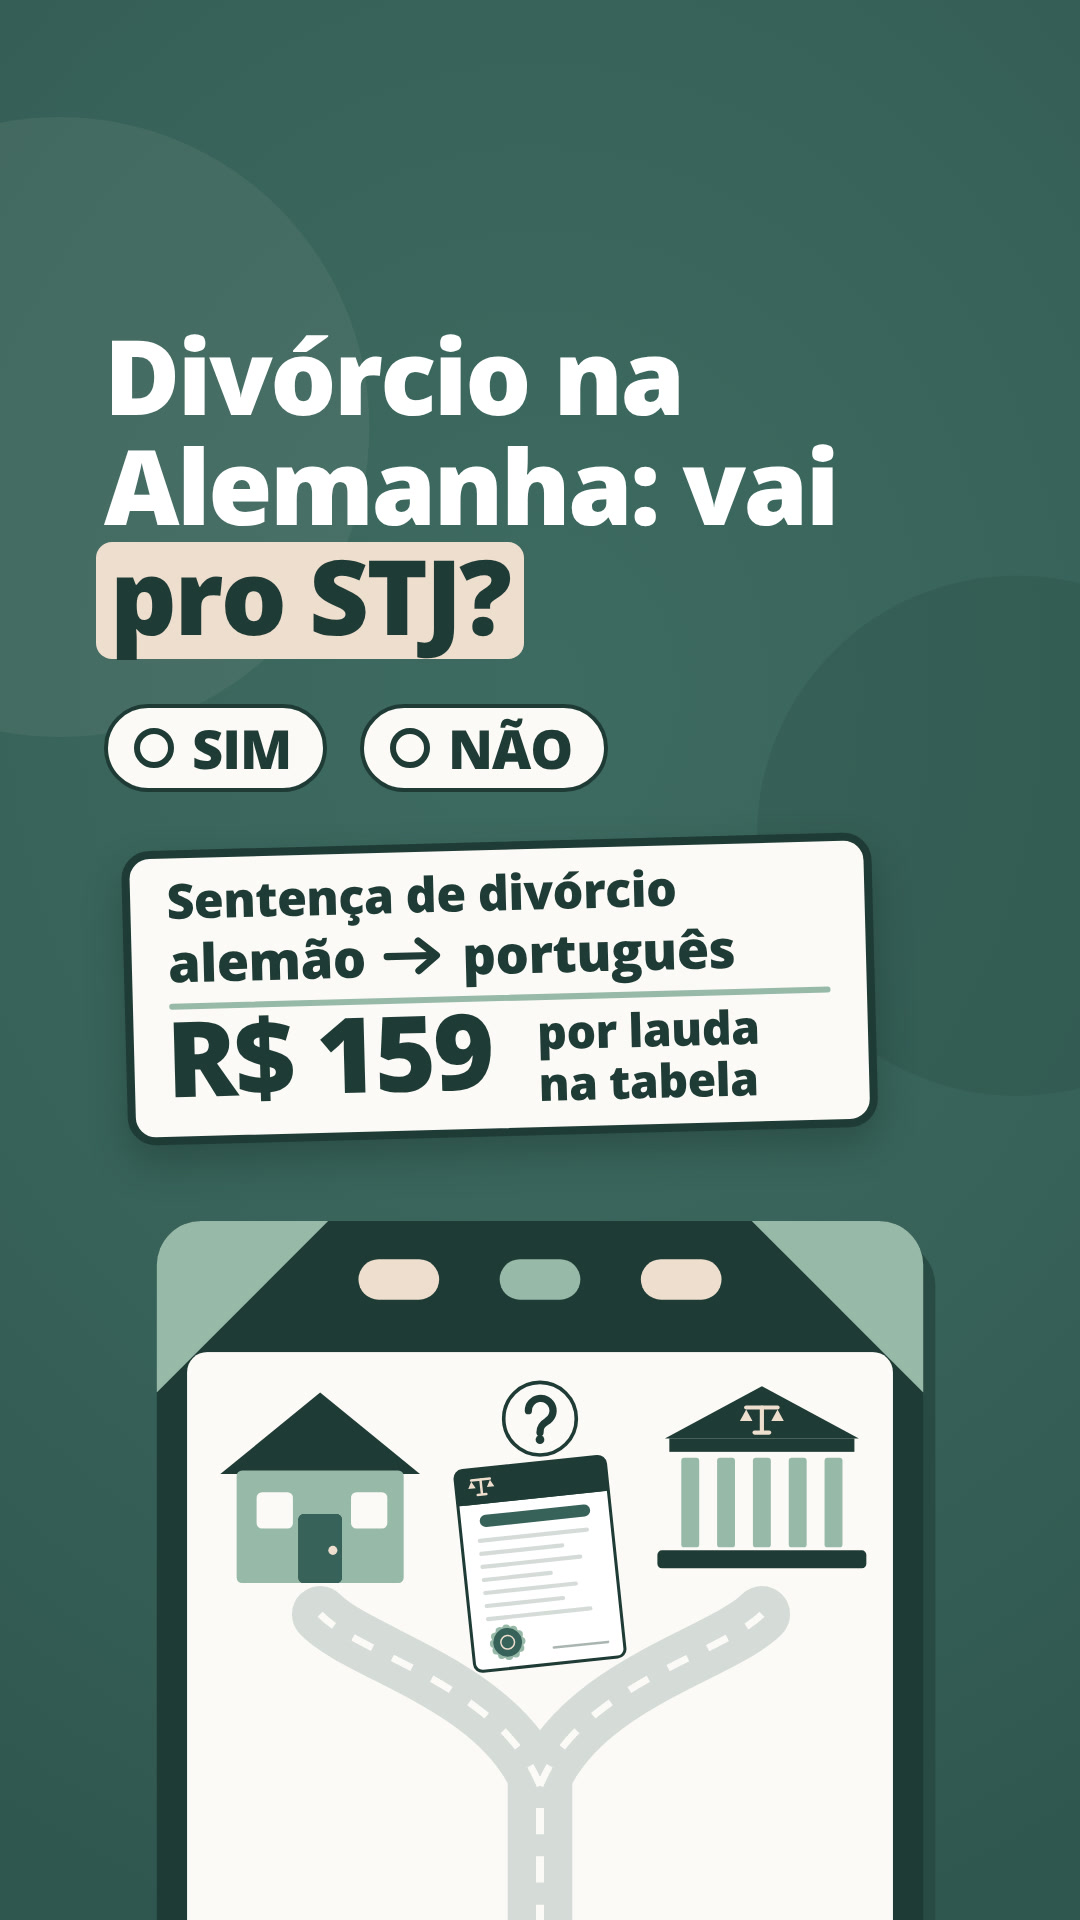 Divórcio na
Alemanha: vai
pro STJ?
SIM
NÃO
Sentença de divórcio
alemão → português
R$ 159
por lauda
na tabela
?